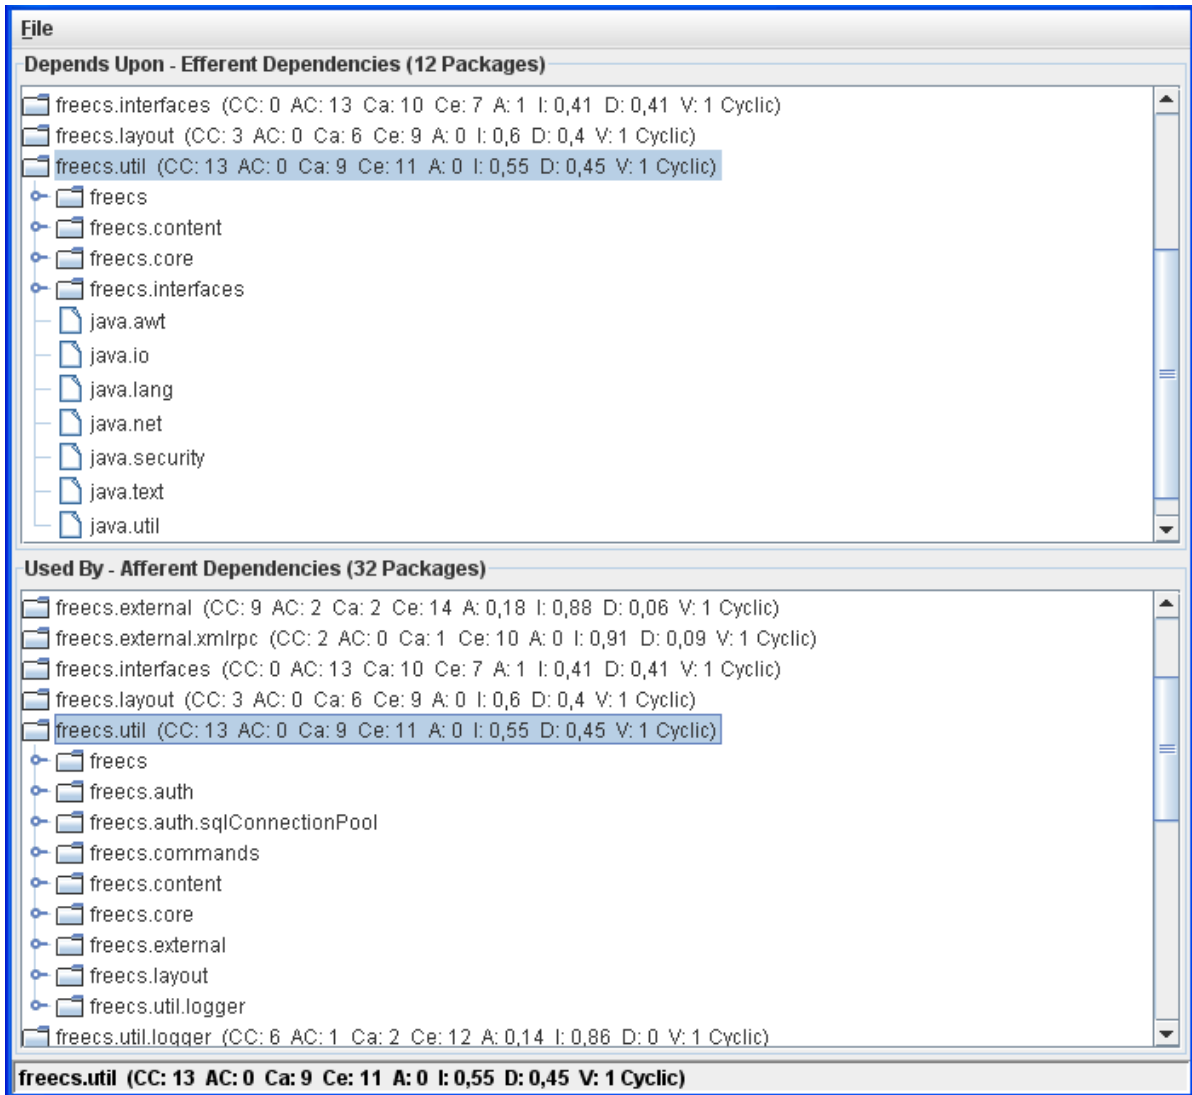 File
Depends Upon - Efferent Dependencies (12 Packages)
freecs.interfaces (CC: 0 AC: 13 Ca: 10 Ce: 7 A: 1 I: 0,41 D: 0,41 V: 1 Cyclic)
freecs.layout (CC: 3 AC: 0 Ca: 6 Ce: 9 A: 0 I: 0,6 D: 0,4 V: 1 Cyclic)
freecs.util (CC: 13 AC: 0 Ca: 9 Ce: 11 A: 0 I: 0,55 D: 0,45 V: 1 Cyclic)
freecs
freecs.content
freecs.core
freecs.interfaces
java.awt
java.io
java.lang
java.net
java.security
java.text
java.util
Used By - Afferent Dependencies (32 Packages)
freecs.external (CC: 9 AC: 2 Ca: 2 Ce: 14 A: 0,18 I: 0,88 D: 0,06 V: 1 Cyclic)
freecs.external.xmlrpc (CC: 2 AC: 0 Ca: 1 Ce: 10 A: 0 I: 0,91 D: 0,09 V: 1 Cyclic)
freecs.interfaces (CC: 0 AC: 13 Ca: 10 Ce: 7 A: 1 I: 0,41 D: 0,41 V: 1 Cyclic)
freecs.layout (CC: 3 AC: 0 Ca: 6 Ce: 9 A: 0 I: 0,6 D: 0,4 V: 1 Cyclic)
freecs.util (CC: 13 AC: 0 Ca: 9 Ce: 11 A: 0 I: 0,55 D: 0,45 V: 1 Cyclic)
freecs
freecs.auth
freecs.auth.sqlConnectionPool
freecs.commands
freecs.content
freecs.core
freecs.external
freecs.layout
freecs.util.logger
freecs.util.logger (CC: 6 AC: 1 Ca: 2 Ce: 12 A: 0,14 I: 0,86 D: 0 V: 1 Cyclic)
freecs.util (CC: 13 AC: 0 Ca: 9 Ce: 11 A: 0 I: 0,55 D: 0,45 V: 1 Cyclic)